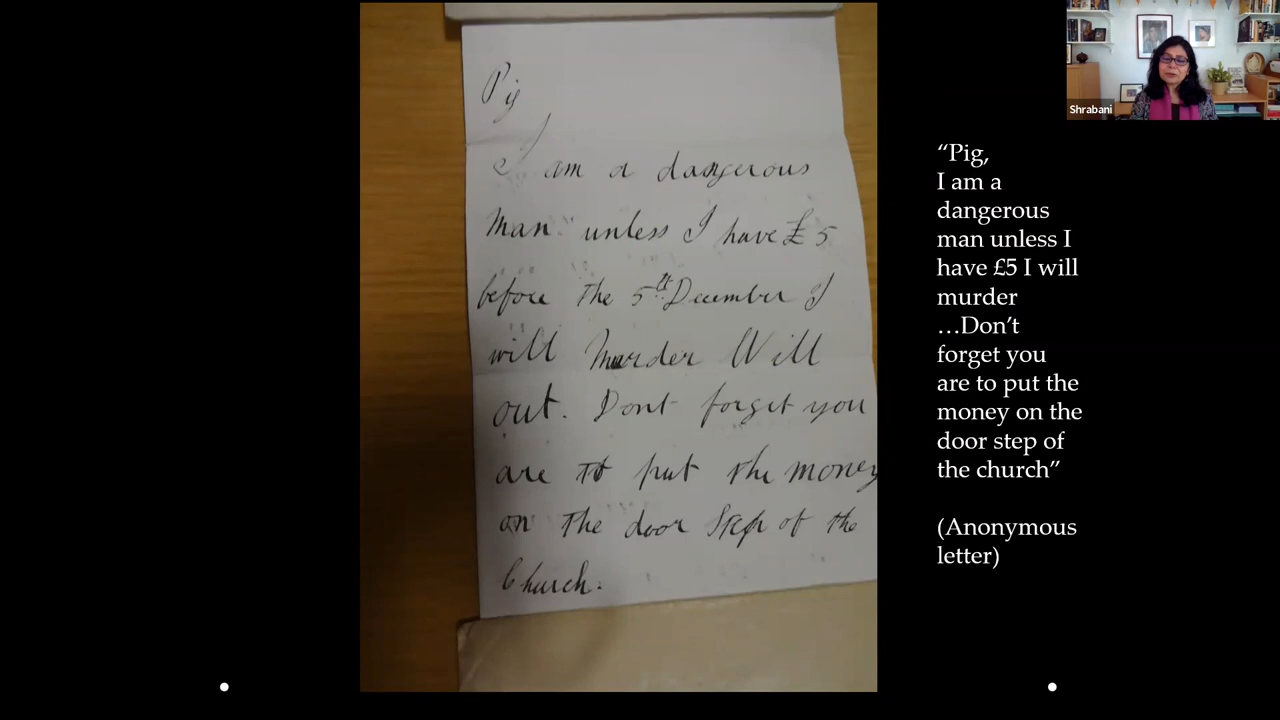 Pig
I am a dangerous
Man unless I have £5
before the 5th December I
will Murder Will
out. Dont forget you
are to put the money
on the door Step of the
Church.
Shrabani
“Pig,
I am a
dangerous
man unless I
have £5 I will
murder
…Don’t
forget you
are to put the
money on the
door step of
the church”
(Anonymous
letter)